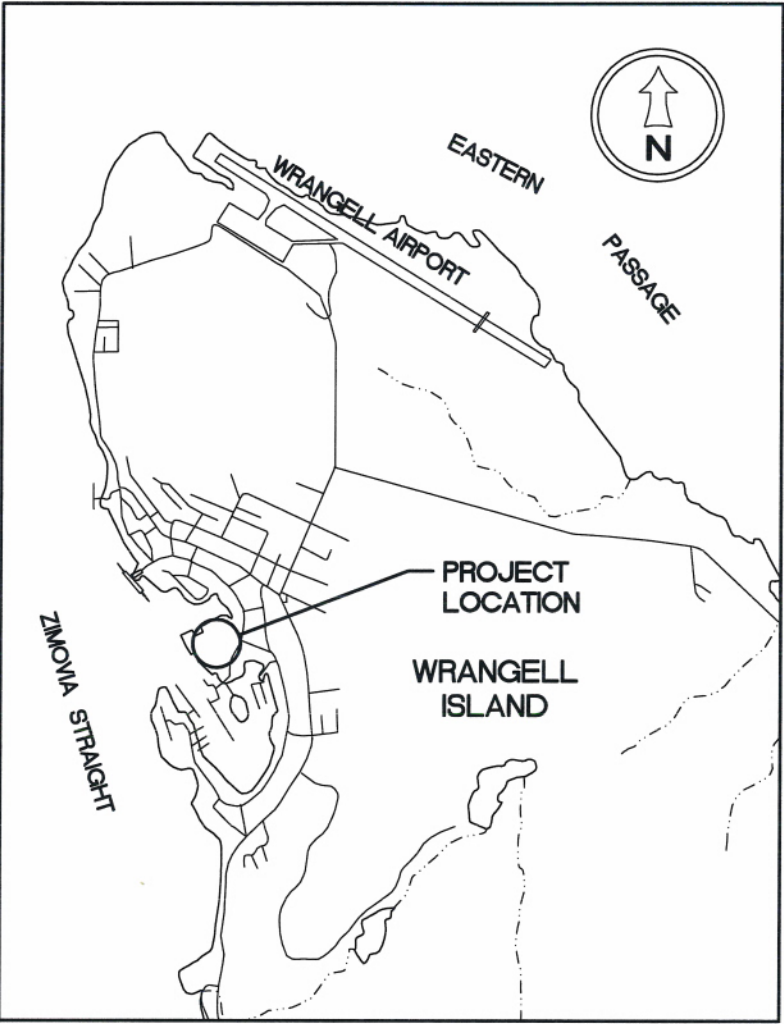 EASTERN
PASSAGE
N
WRANGELL AIRPORT
PROJECT
LOCATION
WRANGELL
ISLAND
ZIMOVIA STRAIGHT